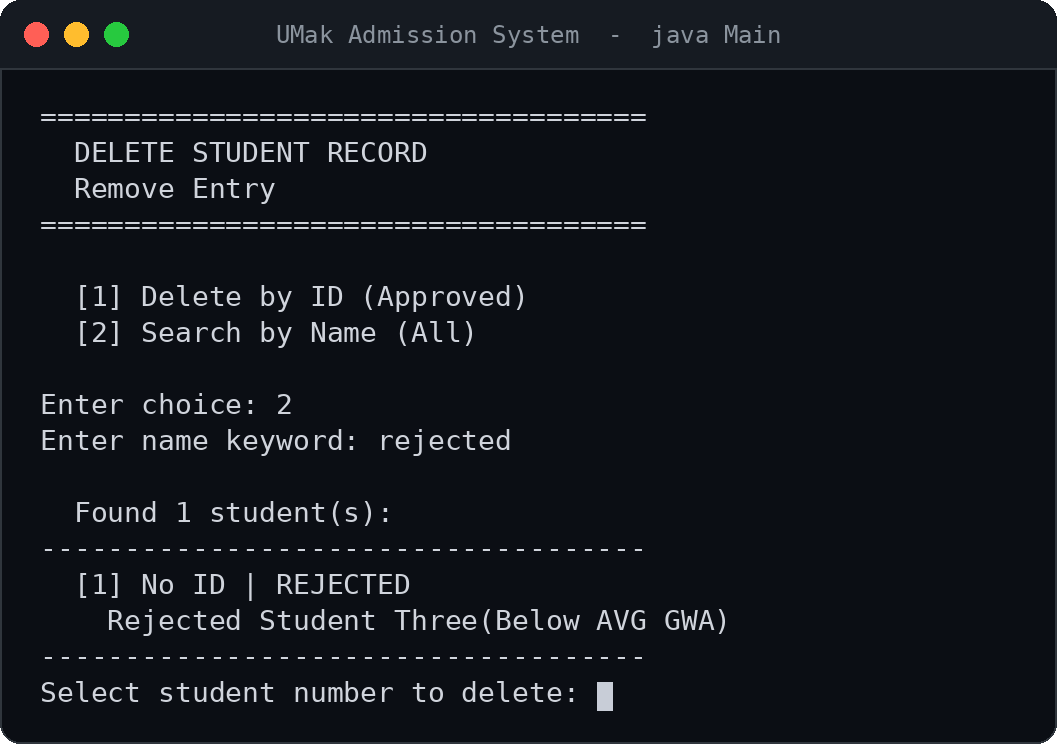 UMak Admission System  -  java Main
====================================
  DELETE STUDENT RECORD
  Remove Entry
====================================
  [1] Delete by ID (Approved)
  [2] Search by Name (All)
Enter choice: 2
Enter name keyword: rejected
  Found 1 student(s):
------------------------------------
  [1] No ID | REJECTED
    Rejected Student Three(Below AVG GWA)
------------------------------------
Select student number to delete: